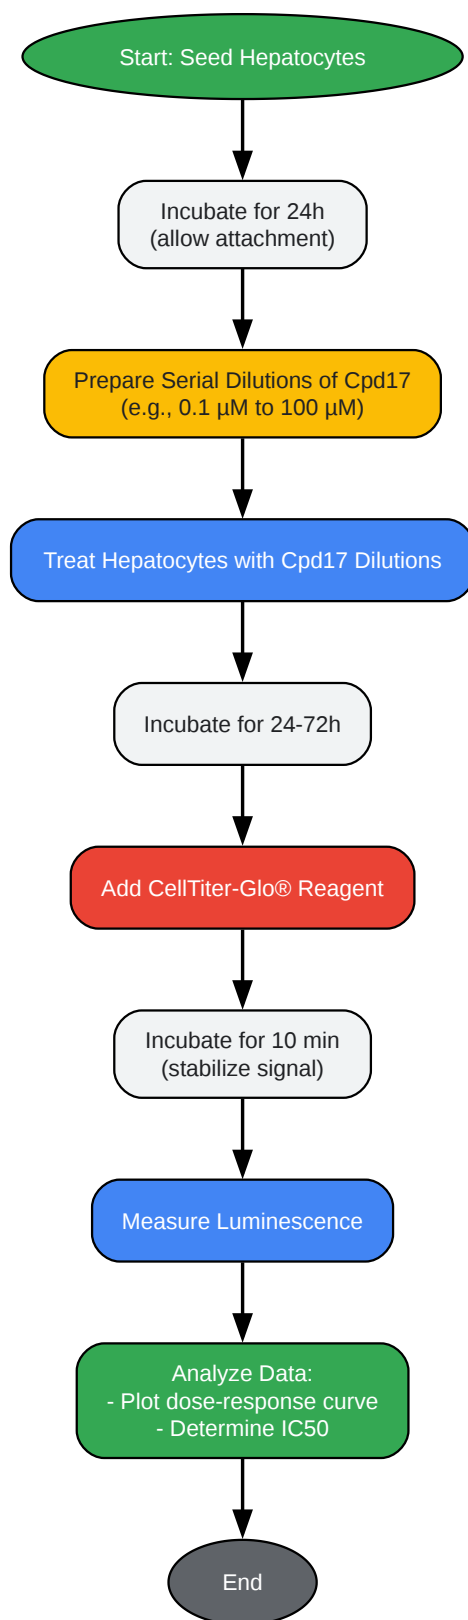 Start: Seed Hepatocytes
Incubate for 24h
(allow attachment)
Prepare Serial Dilutions of Cpd17
(e.g., 0.1 µM to 100 µM)
Treat Hepatocytes with Cpd17 Dilutions
Incubate for 24-72h
Add CellTiter-Glo® Reagent
Incubate for 10 min
(stabilize signal)
Measure Luminescence
Analyze Data:
- Plot dose-response curve
- Determine IC50
End